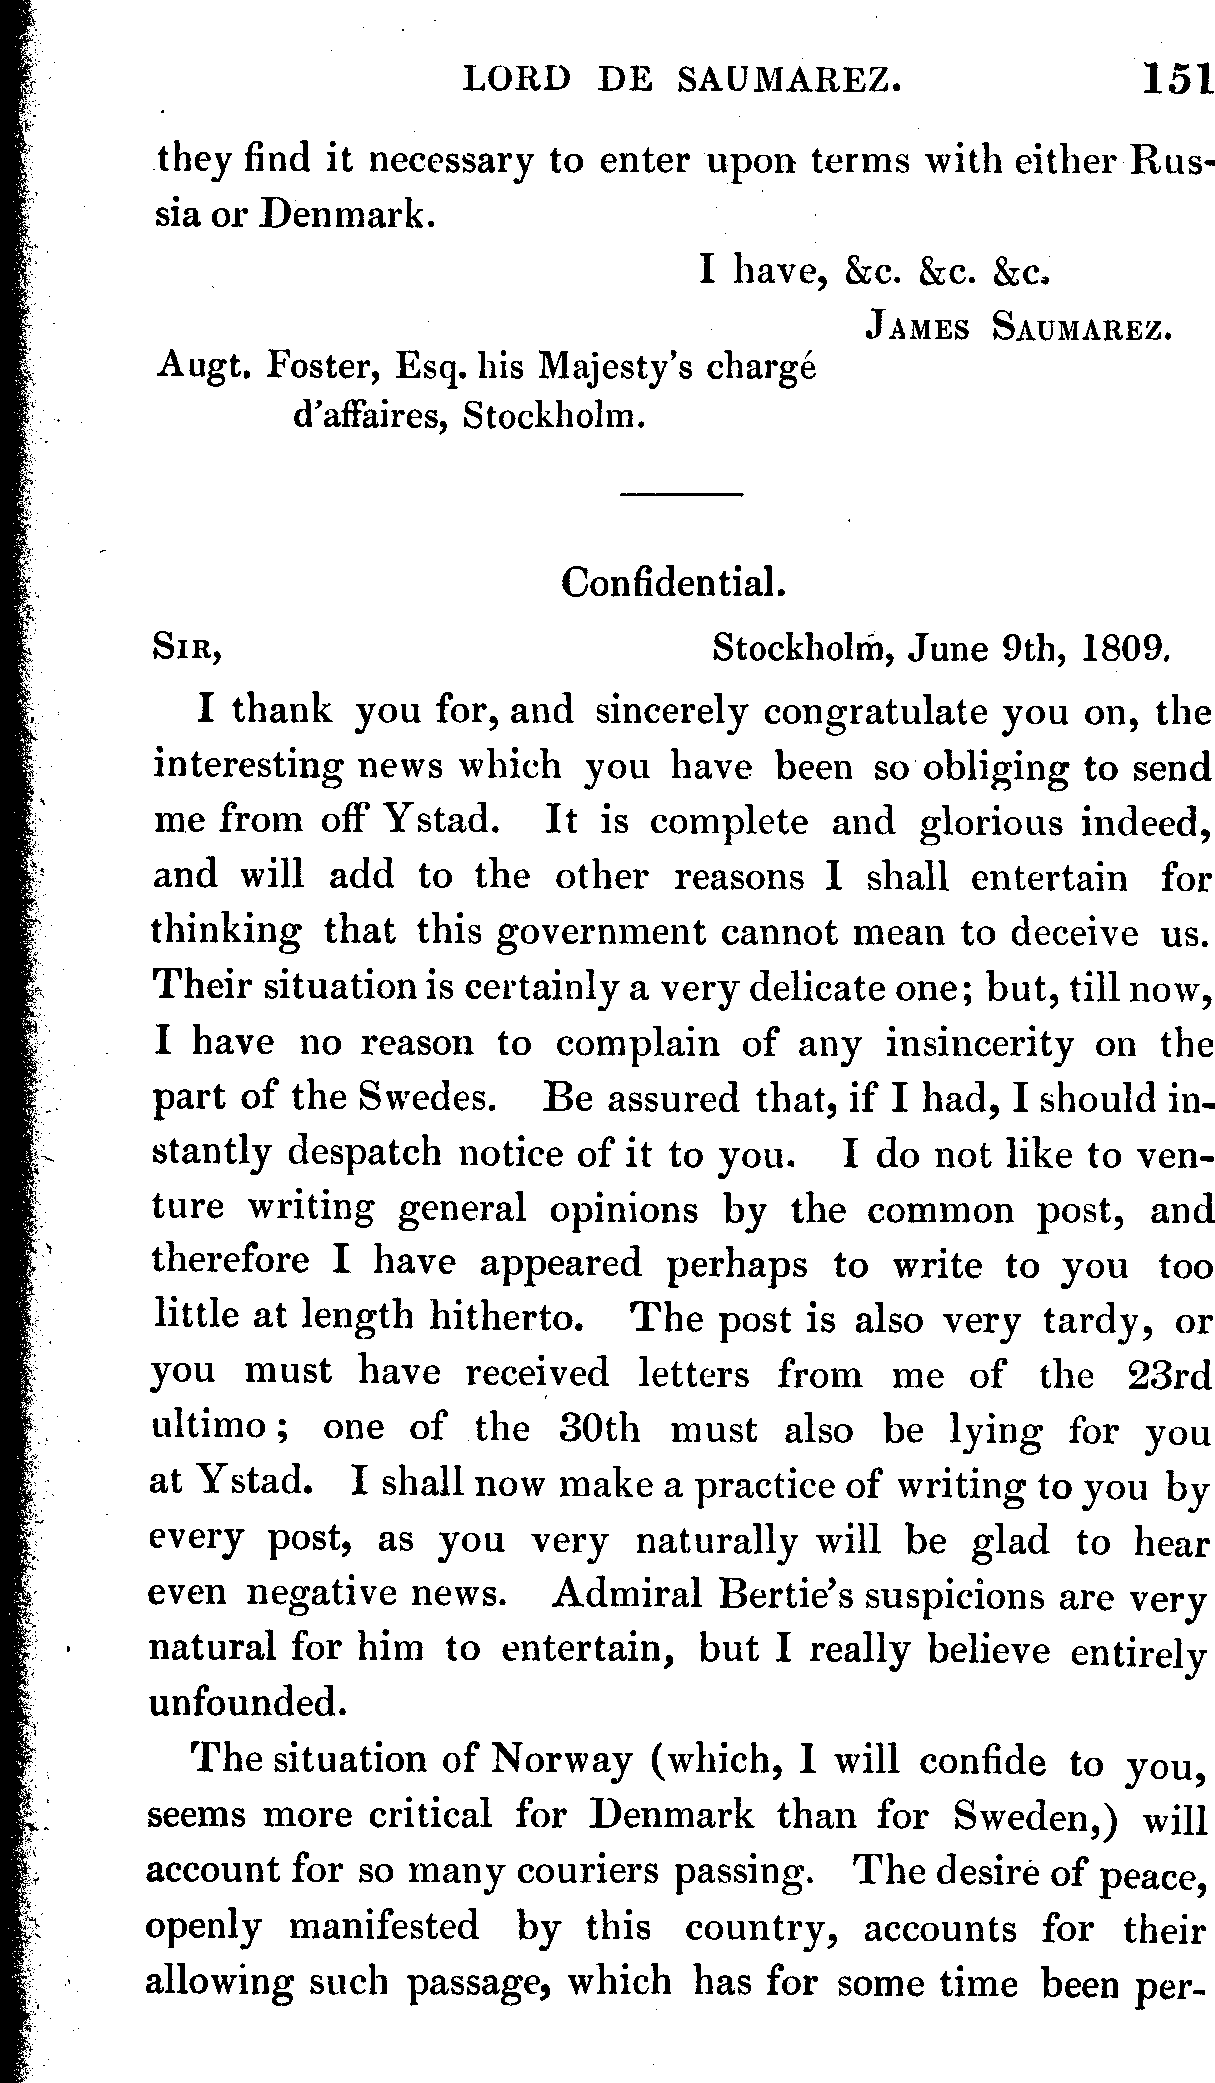 LORD DE SAUMAREZ. 151
they find it necessary to enter upon terms with either Rus-
sia or Denmark.
I have, &c. &c. &c.
JAMES SAUMAREZ.
Augt. Foster, Esq. his Majesty's chargé
d'affaires, Stockholm.
Confidential.
SIR, Stockholm, June 9th, 1809.
I thank you for, and sincerely congratulate you on, the
interesting news which you have been so obliging to send
me from off Ystad. It is complete and glorious indeed,
and will add to the other reasons I shall entertain for
thinking that this government cannot mean to deceive us.
Their situation is certainly a very delicate one; but, till now,
I have no reason to complain of any insincerity on the
part of the Swedes. Be assured that, if I had, I should in-
stantly despatch notice of it to you. I do not like to ven-
ture writing general opinions by the common post, and
therefore I have appeared perhaps to write to you too
little at length hitherto. The post is also very tardy, or
you must have received letters from me of the 23rd
ultimo; one of the 30th must also be lying for you
at Ystad. I shall now make a practice of writing to you by
every post, as you very naturally will be glad to hear
even negative news. Admiral Bertie's suspicions are very
natural for him to entertain, but I really believe entirely
unfounded.
The situation of Norway (which, I will confide to you,
seems more critical for Denmark than for Sweden,) will
account for so many couriers passing. The desire of peace,
openly manifested by this country, accounts for their
allowing such passage, which has for some time been per-